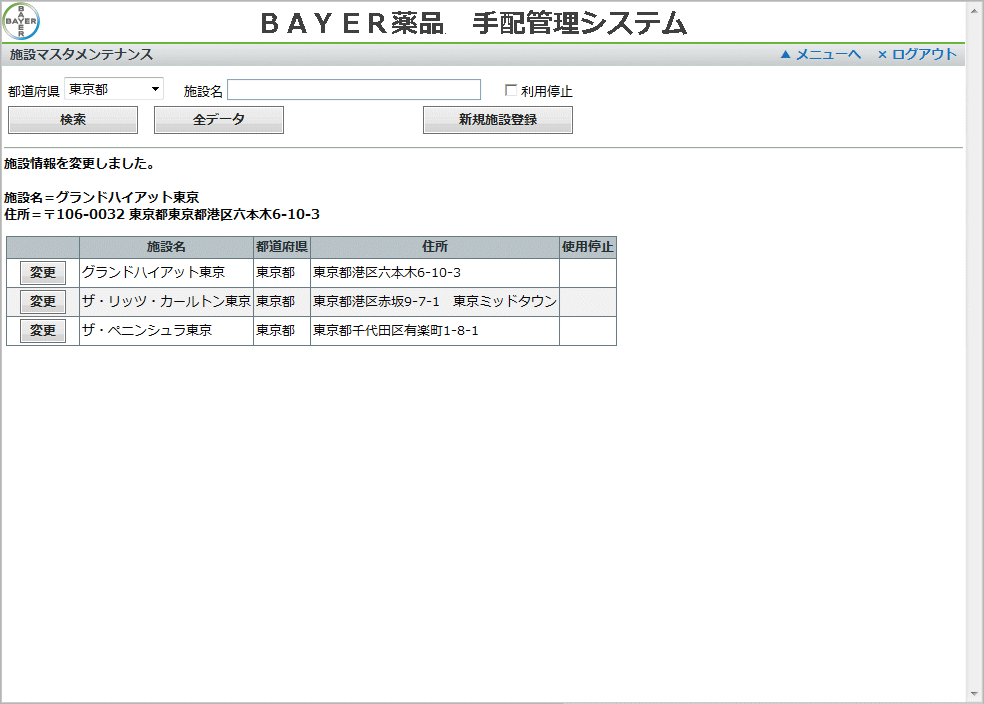 BAYER
BAYER
ＢＡＹＥＲ薬品　手配管理システム
施設マスタメンテナンス ▲ メニューへ × ログアウト
都道府県 東京都 施設名 利用停止
検索 全データ 新規施設登録
施設情報を変更しました。
施設名＝グランドハイアット東京
住所＝〒106-0032 東京都東京都港区六本木6-10-3
施設名 都道府県 住所 使用停止
変更 グランドハイアット東京 東京都 東京都港区六本木6-10-3
変更 ザ・リッツ・カールトン東京 東京都 東京都港区赤坂9-7-1　東京ミッドタウン
変更 ザ・ペニンシュラ東京 東京都 東京都千代田区有楽町1-8-1